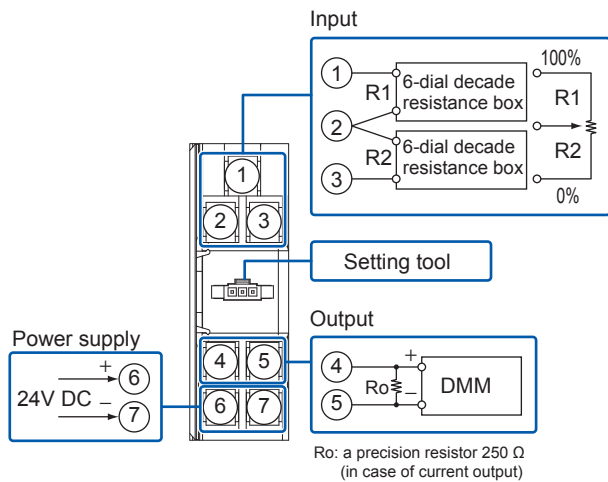 Input
1
R1
6-dial decade
resistance box
100%
R1
2
R2
6-dial decade
resistance box
R2
3
0%
1
2
3
Setting tool
Power supply
+
6
24V DC
–
7
4
5
6
7
Output
4
+
Ro
DMM
–
5
Ro: a precision resistor 250 Ω
(in case of current output)